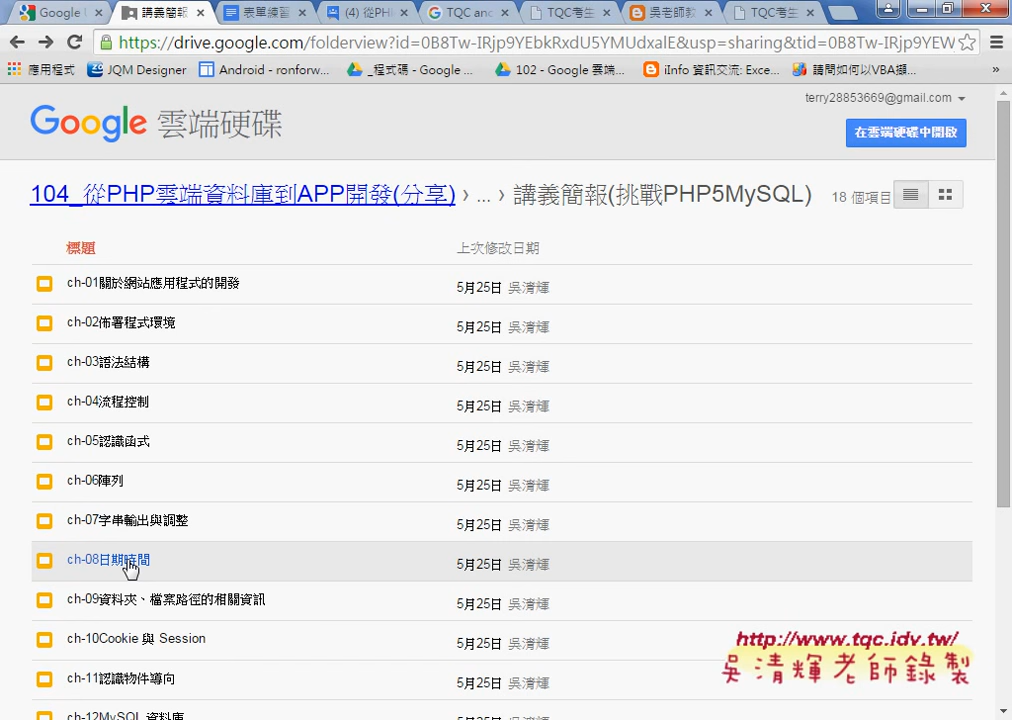 Google I
講義簡報
表單練習
(4) 從PH
TQC and
TQC考生
吳老師教
TQC考生
https://drive.google.com/folderview?id=0B8Tw-IRjp9YEbkRxdU5YMUdxalE&usp=sharing&tid=0B8Tw-IRjp9YEW
應用程式
JQM Designer
Android - ronforw...
_程式碼 - Google ...
102 - Google 雲端...
iInfo 資訊交流: Exce...
請問如何以VBA擷...
»
terry28853669@gmail.com
Google 雲端硬碟
在雲端硬碟中開啟
104_從PHP雲端資料庫到APP開發(分享) › ... › 講義簡報(挑戰PHP5MySQL)
18 個項目
標題 上次修改日期
ch-01關於網站應用程式的開發 5月25日 吳清輝
ch-02佈署程式環境 5月25日 吳清輝
ch-03語法結構 5月25日 吳清輝
ch-04流程控制 5月25日 吳清輝
ch-05認識函式 5月25日 吳清輝
ch-06陣列 5月25日 吳清輝
ch-07字串輸出與調整 5月25日 吳清輝
ch-08日期時間 5月25日 吳清輝
ch-09資料夾、檔案路徑的相關資訊 5月25日 吳清輝
ch-10Cookie 與 Session 5月25日 吳清輝
http://www.tqc.idv.tw/
吳清輝老師錄製
ch-11認識物件導向 5月25日 吳清輝
ch-12MySQL 資料庫